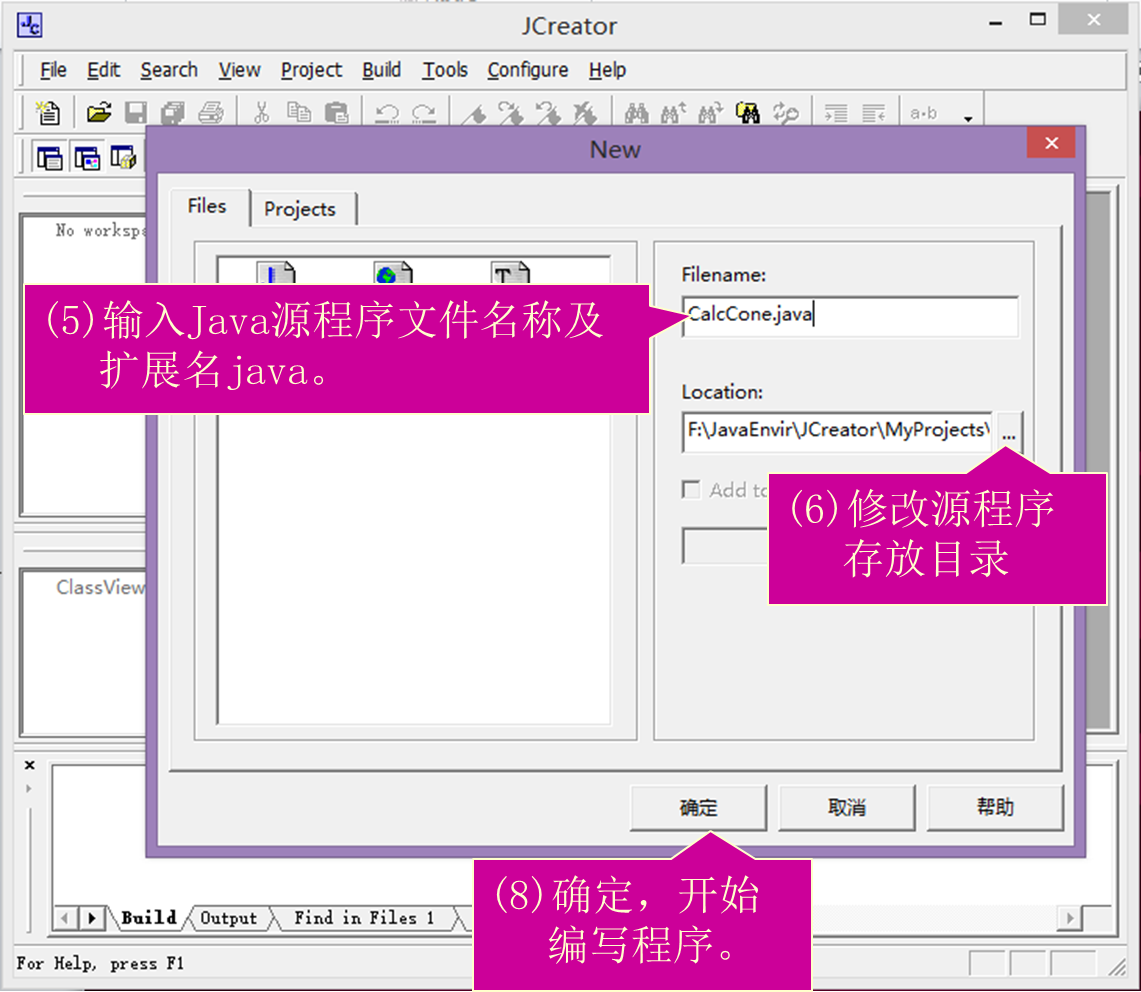 JCreator
File Edit Search View Project Build Tools Configure Help
a·b
New
Files Projects
No workspa
Filename:
(5)输入Java源程序文件名称及
扩展名java。
CalcCone.java
Location:
F:\JavaEnvir\JCreator\MyProjects\
...
Add to
(6)修改源程序
存放目录
ClassView
确定 取消 帮助
(8)确定，开始
编写程序。
Build Output Find in Files 1
For Help, press F1